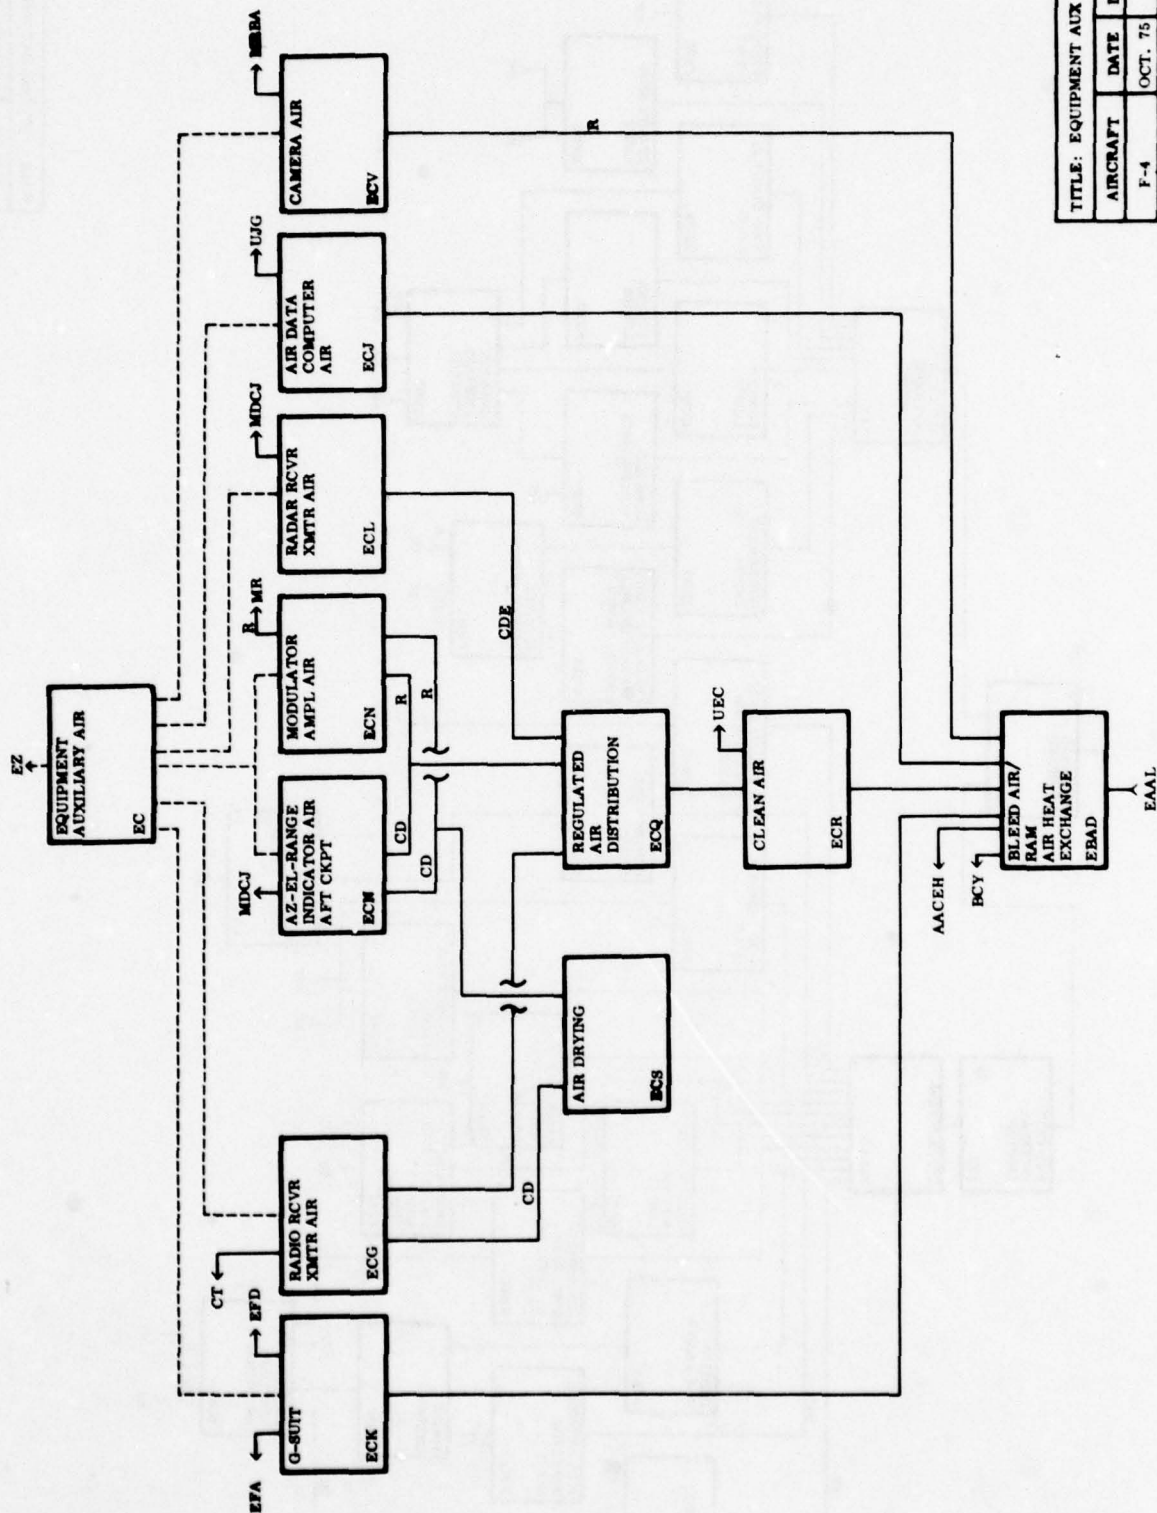 EZ
EQUIPMENT
AUXILIARY AIR
EC
EFA
EFD
G-SUIT
ECK
CT
RADIO RCVR
XMTR AIR
ECG
MDCJ
AZ-EL-RANGE
INDICATOR AIR
AFT CKPT
ECM
R
MR
MODULATOR
AMPL AIR
ECN
MDCJ
RADAR RCVR
XMTR AIR
ECL
UJG
AIR DATA
COMPUTER
AIR
ECJ
MRBA
CAMERA AIR
ECV
CD
R
CD
R
CD
CDE
R
AIR DRYING
ECS
REGULATED
AIR
DISTRIBUTION
ECQ
UEC
CLEAN AIR
ECR
AACEH
BCY
BLEED AIR/
RAM
AIR HEAT
EXCHANGE
EBAD
EAAL
TITLE: EQUIPMENT AUX
AIRCRAFT DATE
F-4 OCT. 75